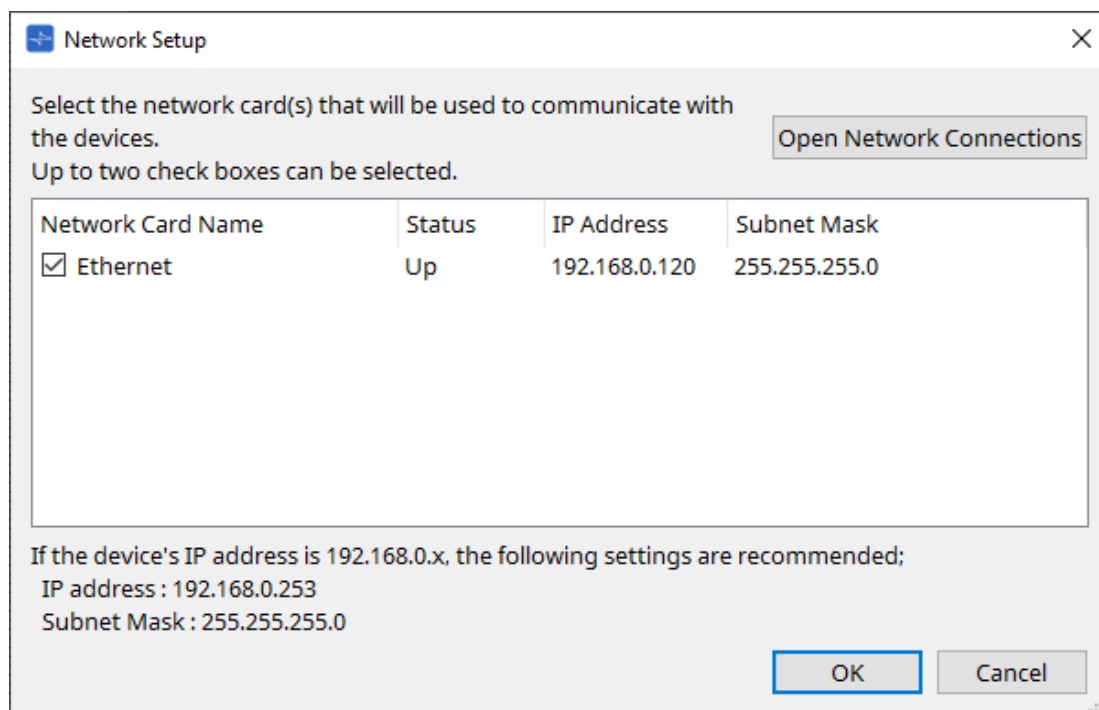 Network Setup
Select the network card(s) that will be used to communicate with
the devices.
Open Network Connections
Up to two check boxes can be selected.
Network Card Name Status IP Address Subnet Mask
Ethernet Up 192.168.0.120 255.255.255.0
If the device's IP address is 192.168.0.x, the following settings are recommended;
IP address : 192.168.0.253
Subnet Mask : 255.255.255.0
OK Cancel